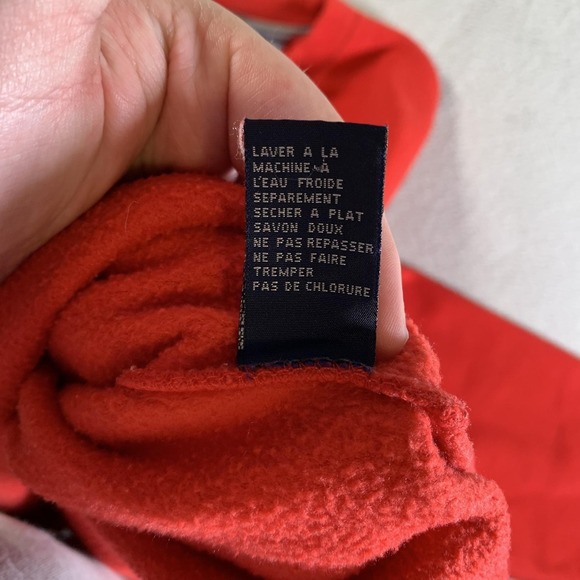 LAVER A LA
MACHINE À
L'EAU FROIDE
SEPAREMENT
SECHER A PLAT
SAVON DOUX
NE PAS REPASSER
NE PAS FAIRE
TREMPER
PAS DE CHLORURE